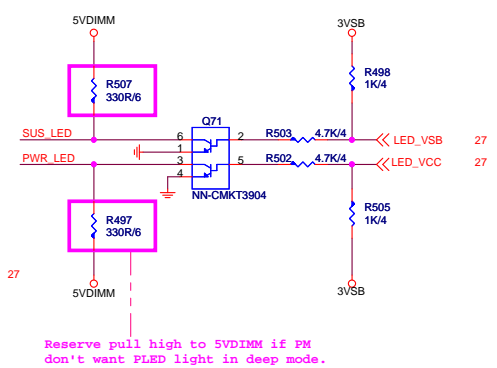 5VDIMM
3VSB
R507
330R/6
R498
1K/4
Q71
SUS_LED
6
2
R503
4.7K/4
LED_VSB
27
1
PWR_LED
3
5
R502
4.7K/4
LED_VCC
27
4
NN-CMKT3904
R497
330R/6
R505
1K/4
27
5VDIMM
3VSB
Reserve pull high to 5VDIMM if PM
don't want PLED light in deep mode.